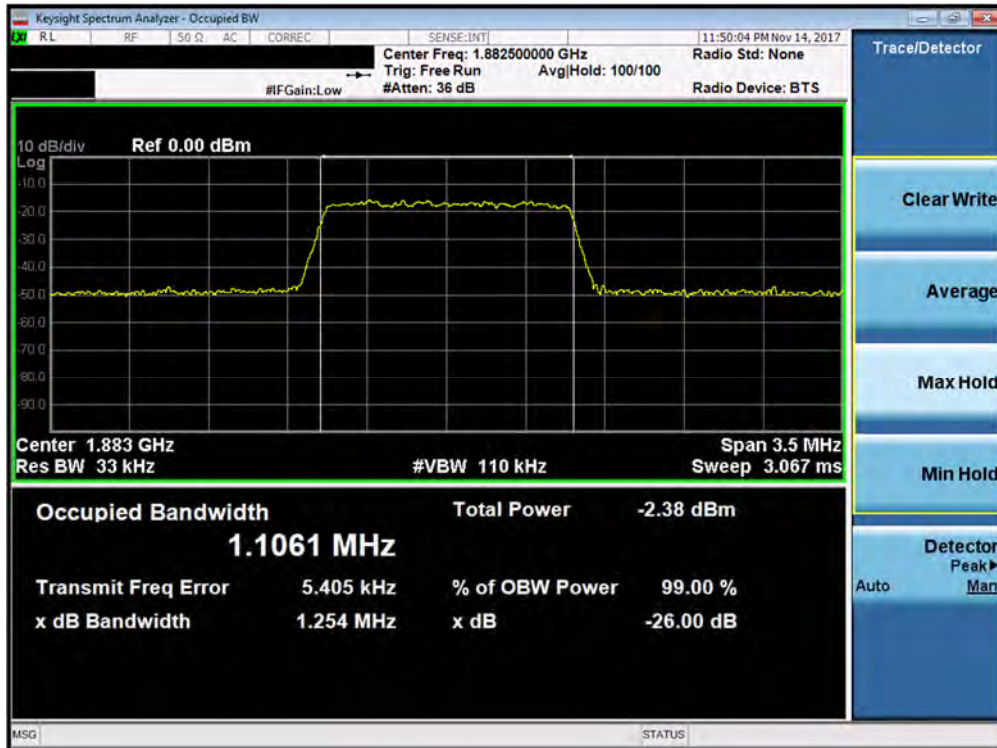 Keysight Spectrum Analyzer - Occupied BW
LXI RL RF 50 Ω AC CORREC SENSE:INT 11:50:04 PM Nov 14, 2017
Center Freq: 1.882500000 GHz Radio Std: None
Trig: Free Run Avg|Hold: 100/100
#IFGain:Low #Atten: 36 dB Radio Device: BTS
Trace/Detector
10 dB/div Ref 0.00 dBm
Log
-10.0
-20.0
-30.0
-40.0
-50.0
-60.0
-70.0
-80.0
-90.0
Center 1.883 GHz Span 3.5 MHz
Res BW 33 kHz #VBW 110 kHz Sweep 3.067 ms
Occupied Bandwidth Total Power -2.38 dBm
1.1061 MHz
Transmit Freq Error 5.405 kHz % of OBW Power 99.00 %
x dB Bandwidth 1.254 MHz x dB -26.00 dB
Clear Write
Average
Max Hold
Min Hold
Detector
Peak▶
Auto Man
MSG STATUS